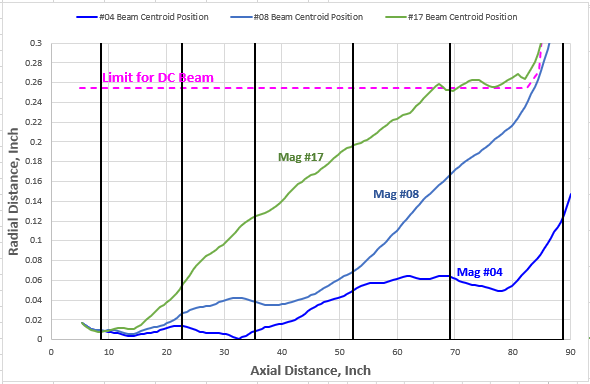 #04 Beam Centroid Position #08 Beam Centroid Position #17 Beam Centroid Position
0.3
0.28
Limit for DC Beam
0.26
0.24
0.22
0.2
Mag #17
0.18
0.16
Mag #08
0.14
0.12
0.1
0.08
Mag #04
0.06
0.04
0.02
0
0 10 20 30 40 50 60 70 80 90
Radial Distance, Inch
Axial Distance, Inch